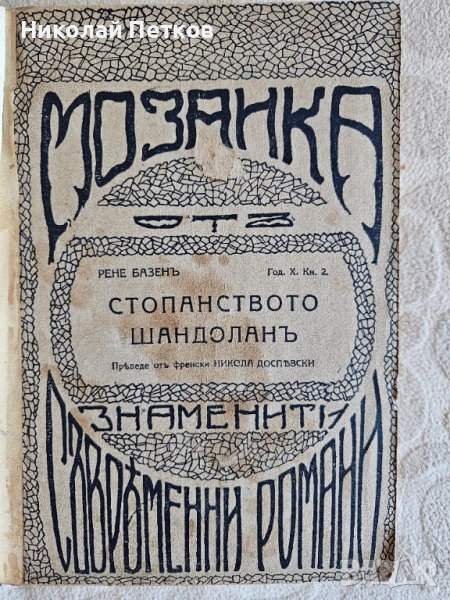 Николай Петков
МОЗАИКА
ОТЪ
РЕНЕ БАЗЕНЪ Год. X. Кн. 2.
СТОПАНСТВОТО
ШАНДОЛАНЪ
Прѣведе отъ френски НИКОЛА ДОСПѢВСКИ
ЗНАМЕНИТИ
СЪВРѢМЕННИ РОМАНИ